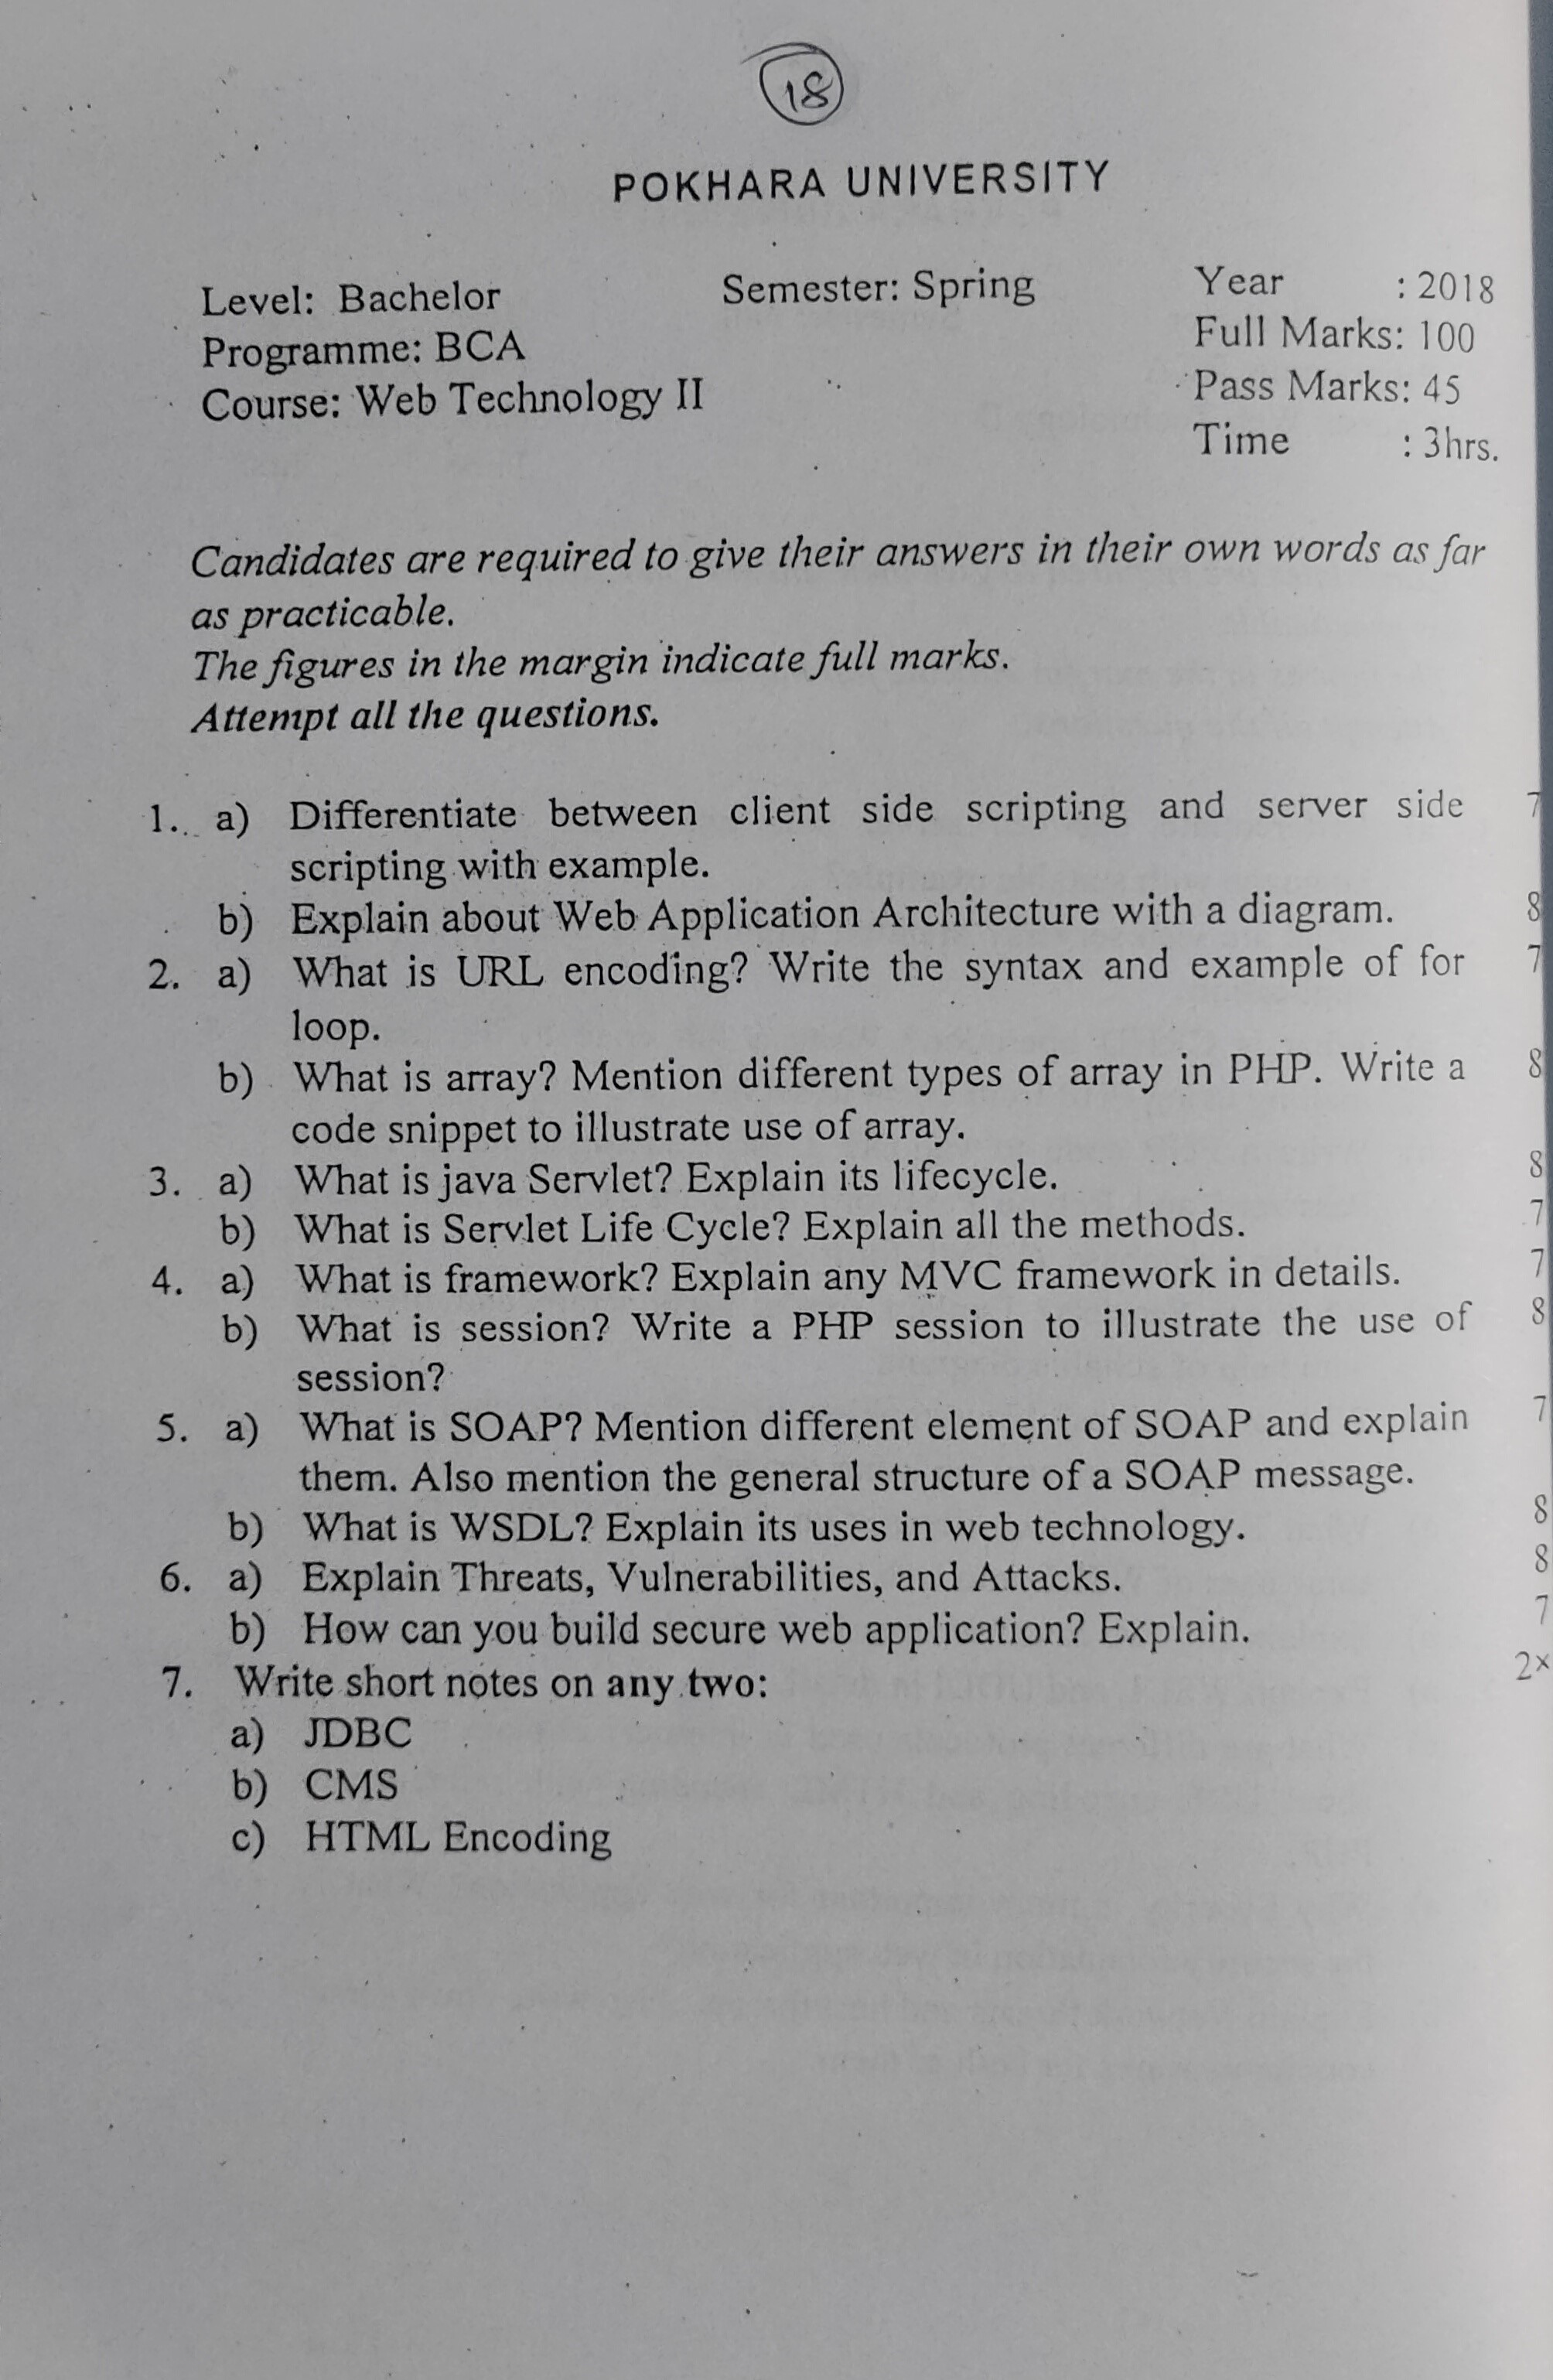 18
POKHARA UNIVERSITY
Level: Bachelor Semester: Spring Year : 2018
Programme: BCA Full Marks: 100
Course: Web Technology II Pass Marks: 45
Time : 3hrs.
Candidates are required to give their answers in their own words as far
as practicable.
The figures in the margin indicate full marks.
Attempt all the questions.
1. a) Differentiate between client side scripting and server side 7
scripting with example.
b) Explain about Web Application Architecture with a diagram. 8
2. a) What is URL encoding? Write the syntax and example of for 7
loop.
b) What is array? Mention different types of array in PHP. Write a 8
code snippet to illustrate use of array.
3. a) What is java Servlet? Explain its lifecycle. 8
b) What is Servlet Life Cycle? Explain all the methods. 7
4. a) What is framework? Explain any MVC framework in details. 7
b) What is session? Write a PHP session to illustrate the use of 8
session?
5. a) What is SOAP? Mention different element of SOAP and explain 7
them. Also mention the general structure of a SOAP message.
b) What is WSDL? Explain its uses in web technology. 8
6. a) Explain Threats, Vulnerabilities, and Attacks. 8
b) How can you build secure web application? Explain. 7
7. Write short notes on any two: 2×
a) JDBC
b) CMS
c) HTML Encoding